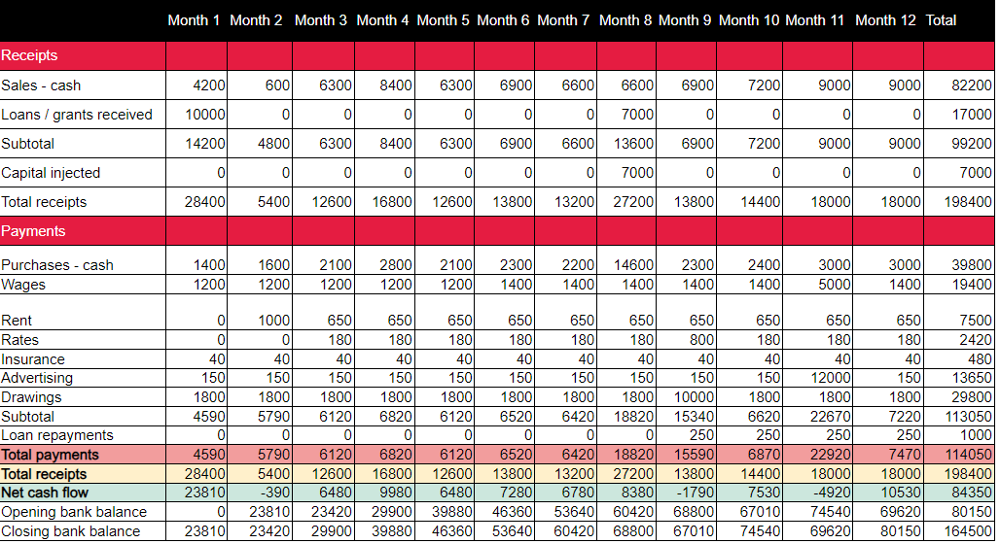 Month 1 Month 2 Month 3 Month 4 Month 5 Month 6 Month 7 Month 8 Month 9 Month 10 Month 11 Month 12 Total
Receipts
Sales - cash 4200 600 6300 8400 6300 6900 6600 6600 6900 7200 9000 9000 82200
Loans / grants received 10000 0 0 0 0 0 0 7000 0 0 0 0 17000
Subtotal 14200 4800 6300 8400 6300 6900 6600 13600 6900 7200 9000 9000 99200
Capital injected 0 0 0 0 0 0 0 7000 0 0 0 0 7000
Total receipts 28400 5400 12600 16800 12600 13800 13200 27200 13800 14400 18000 18000 198400
Payments
Purchases - cash 1400 1600 2100 2800 2100 2300 2200 14600 2300 2400 3000 3000 39800
Wages 1200 1200 1200 1200 1200 1400 1400 1400 1400 1400 5000 1400 19400
Rent 0 1000 650 650 650 650 650 650 650 650 650 650 7500
Rates 0 0 180 180 180 180 180 180 800 180 180 180 2420
Insurance 40 40 40 40 40 40 40 40 40 40 40 40 480
Advertising 150 150 150 150 150 150 150 150 150 150 12000 150 13650
Drawings 1800 1800 1800 1800 1800 1800 1800 1800 10000 1800 1800 1800 29800
Subtotal 4590 5790 6120 6820 6120 6520 6420 18820 15340 6620 22670 7220 113050
Loan repayments 0 0 0 0 0 0 0 0 250 250 250 250 1000
Total payments 4590 5790 6120 6820 6120 6520 6420 18820 15590 6870 22920 7470 114050
Total receipts 28400 5400 12600 16800 12600 13800 13200 27200 13800 14400 18000 18000 198400
Net cash flow 23810 -390 6480 9980 6480 7280 6780 8380 -1790 7530 -4920 10530 84350
Opening bank balance 0 23810 23420 29900 39880 46360 53640 60420 68800 67010 74540 69620 80150
Closing bank balance 23810 23420 29900 39880 46360 53640 60420 68800 67010 74540 69620 80150 164500